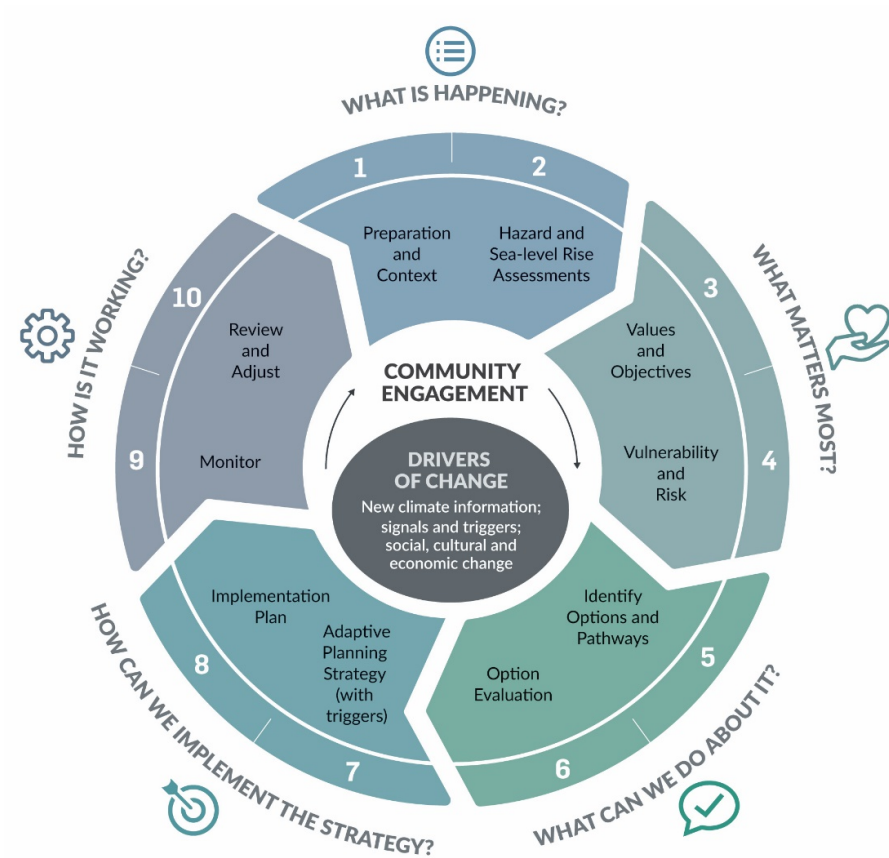 WHAT IS HAPPENING?
1
2
Preparation
and
Context
Hazard and
Sea-level Rise
Assessments
WHAT MATTERS MOST?
3
Values
and
Objectives
4
Vulnerability
and
Risk
WHAT CAN WE DO ABOUT IT?
5
Identify
Options and
Pathways
6
Option
Evaluation
HOW CAN WE IMPLEMENT THE STRATEGY?
7
Adaptive
Planning
Strategy
(with
triggers)
8
Implementation
Plan
HOW IS IT WORKING?
9
Monitor
10
Review
and
Adjust
COMMUNITY
ENGAGEMENT
DRIVERS
OF CHANGE
New climate information;
signals and triggers;
social, cultural and
economic change